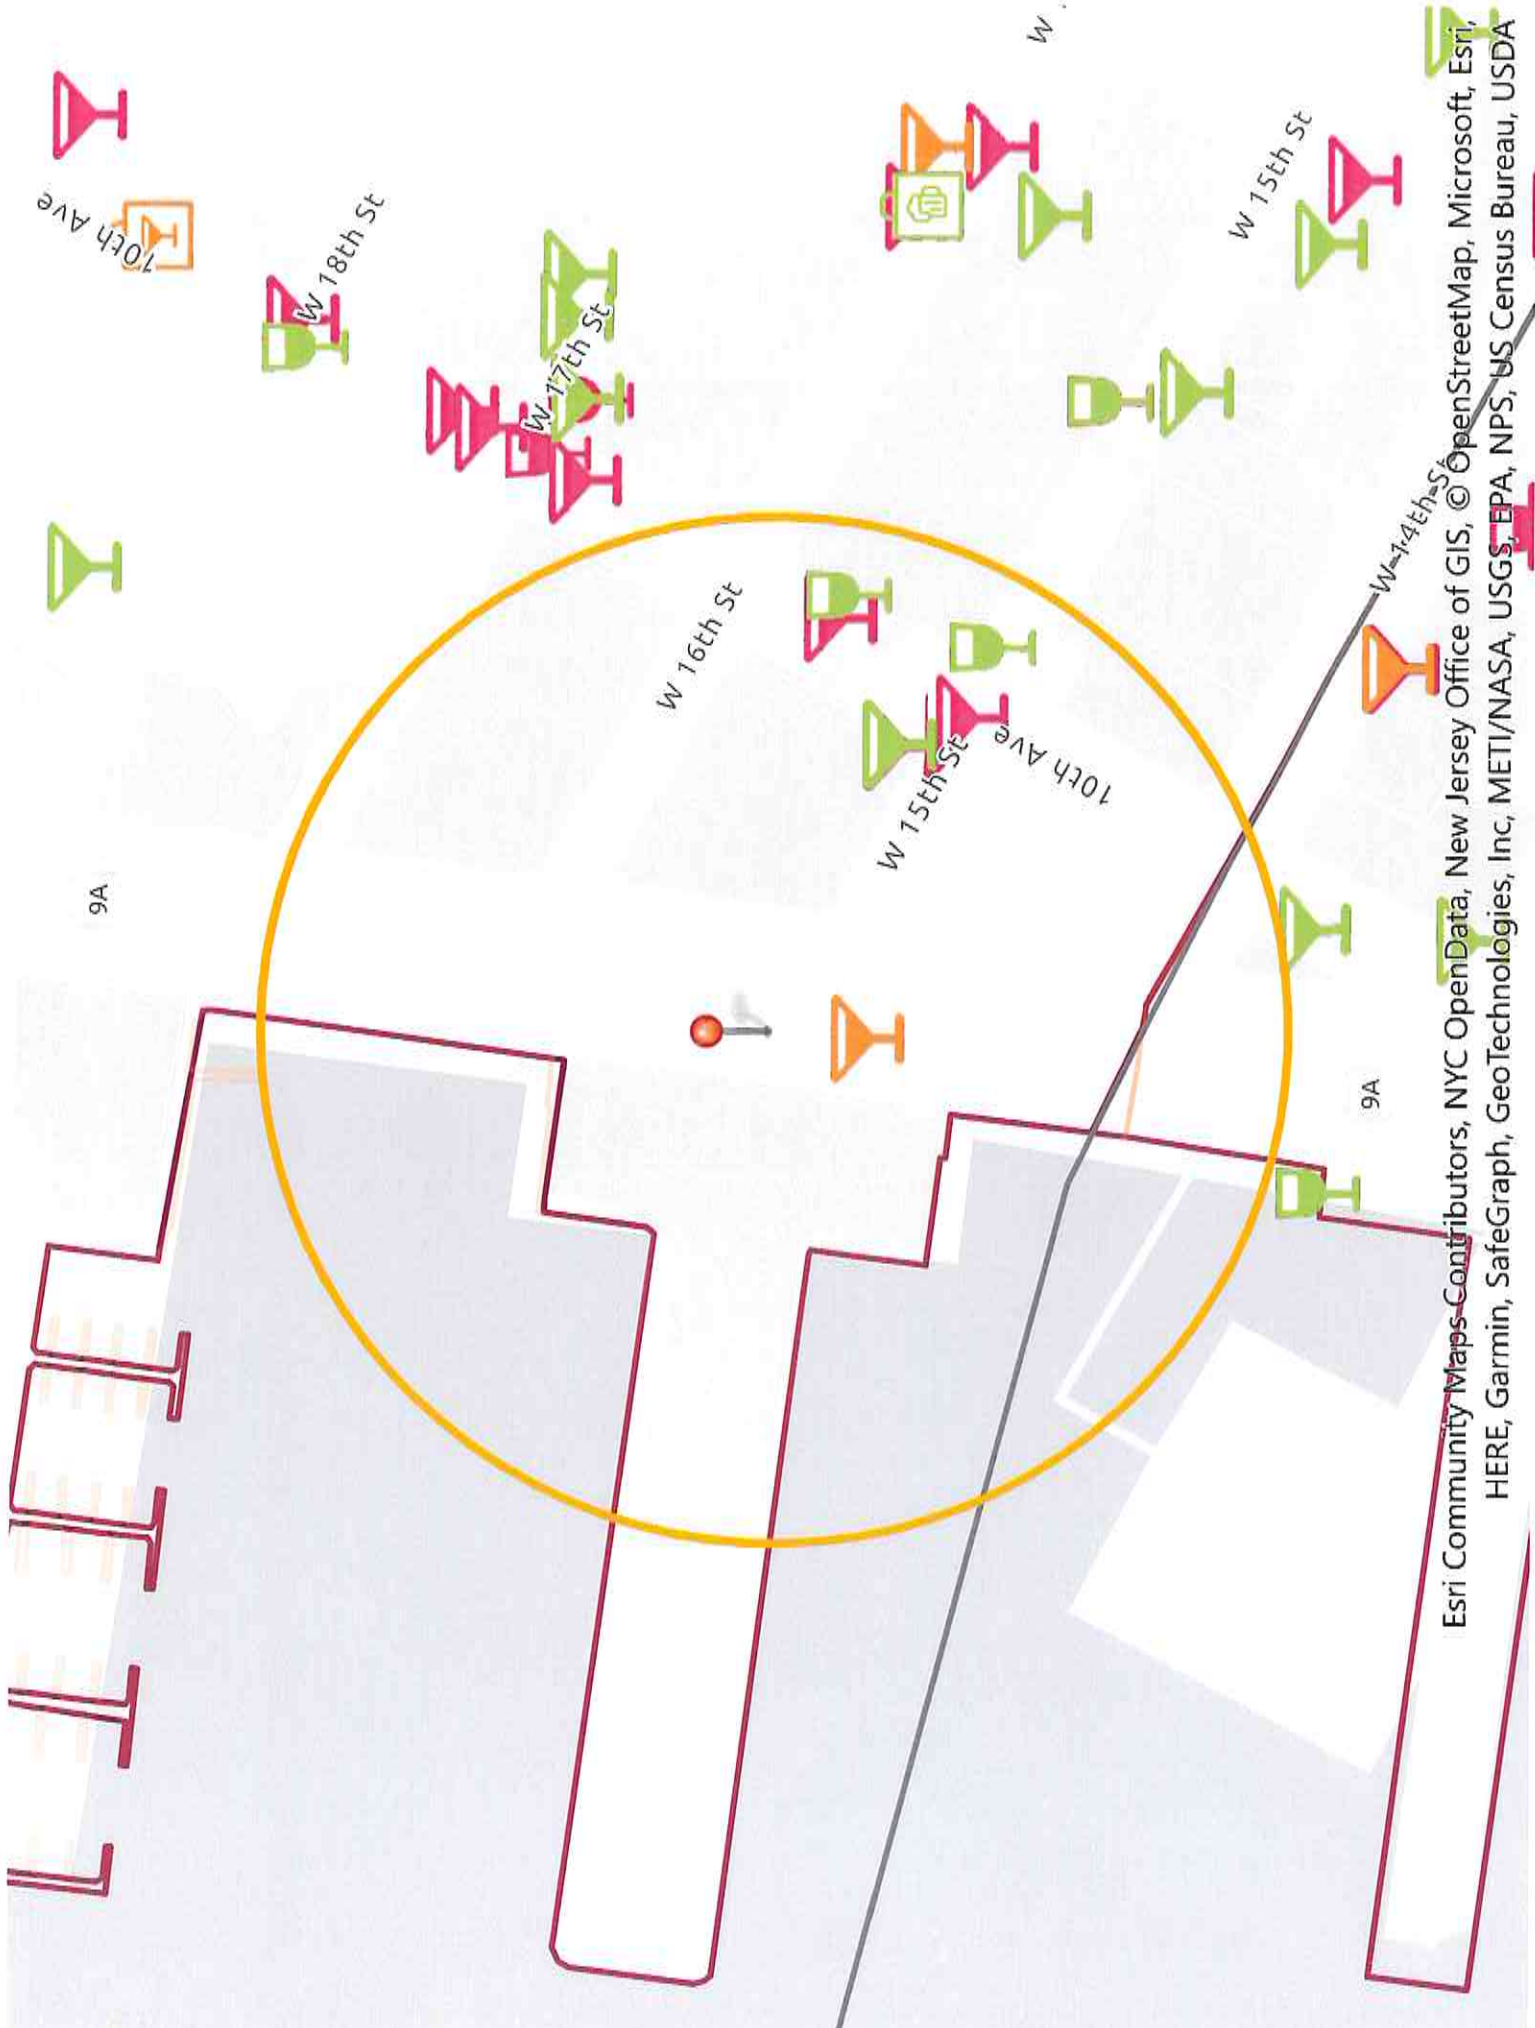 W
10th Ave
W 18th St
W 15th St
W 17th St
W 14th St
W 16th St
10th Ave
W 15th St
9A
9A
Esri Community Maps Contributors, NYC OpenData, New Jersey Office of GIS, © OpenStreetMap, Microsoft, Esri,
HERE, Garmin, SafeGraph, GeoTechnologies, Inc, METI/NASA, USGS, EPA, NPS, US Census Bureau, USDA